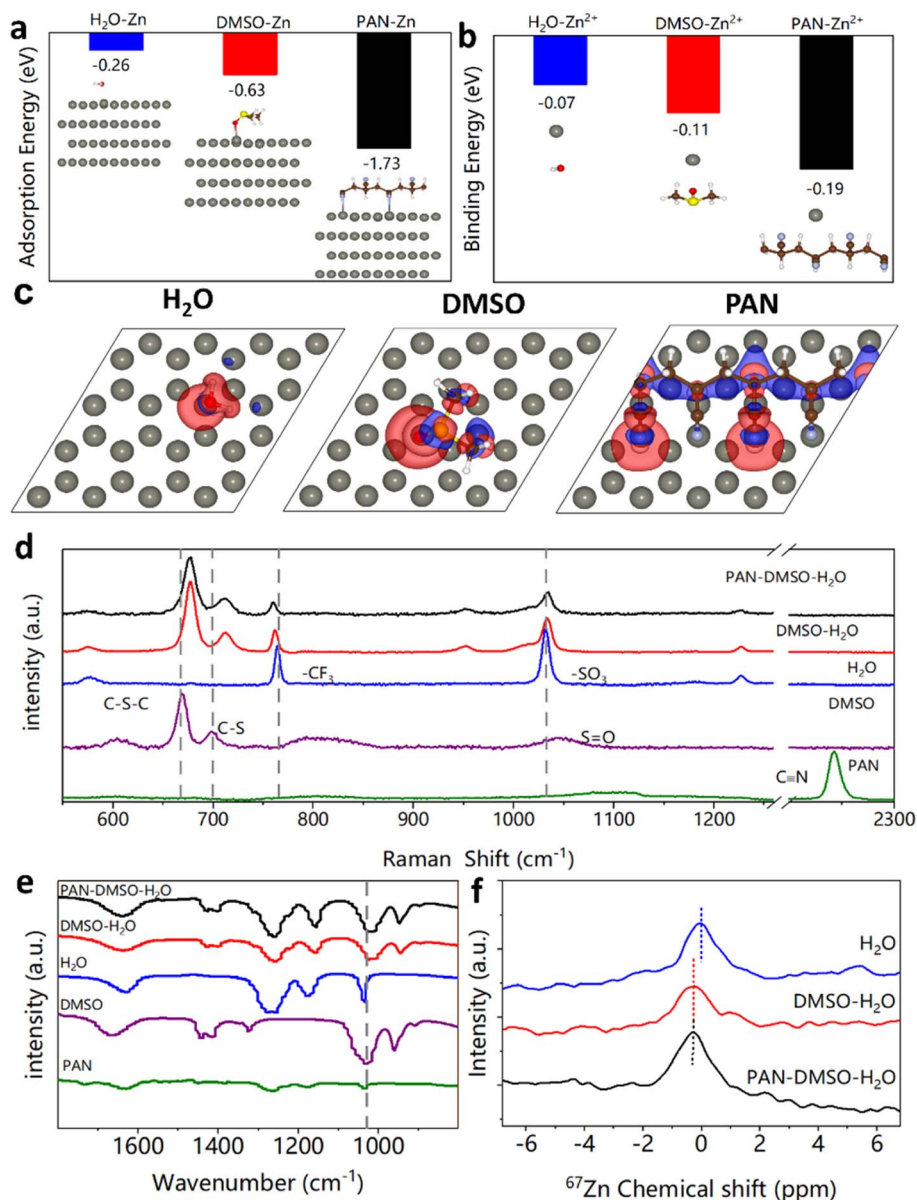 a
H₂O-Zn DMSO-Zn PAN-Zn
Adsorption Energy (eV)
-0.26
-0.63
-1.73
b
H₂O-Zn²⁺ DMSO-Zn²⁺ PAN-Zn²⁺
Binding Energy (eV)
-0.07
-0.11
-0.19
c
H₂O DMSO PAN
d
intensity (a.u.)
PAN-DMSO-H₂O
DMSO-H₂O
H₂O
-CF₃ -SO₃
DMSO
C-S-C
C-S S=O
PAN
C≡N
600 700 800 900 1000 1100 1200 2300
Raman Shift (cm⁻¹)
e
intensity (a.u.)
PAN-DMSO-H₂O
DMSO-H₂O
H₂O
DMSO
PAN
1600 1400 1200 1000
Wavenumber (cm⁻¹)
f
Intensity (a.u.)
H₂O
DMSO-H₂O
PAN-DMSO-H₂O
-6 -4 -2 0 2 4 6
⁶⁷Zn Chemical shift (ppm)